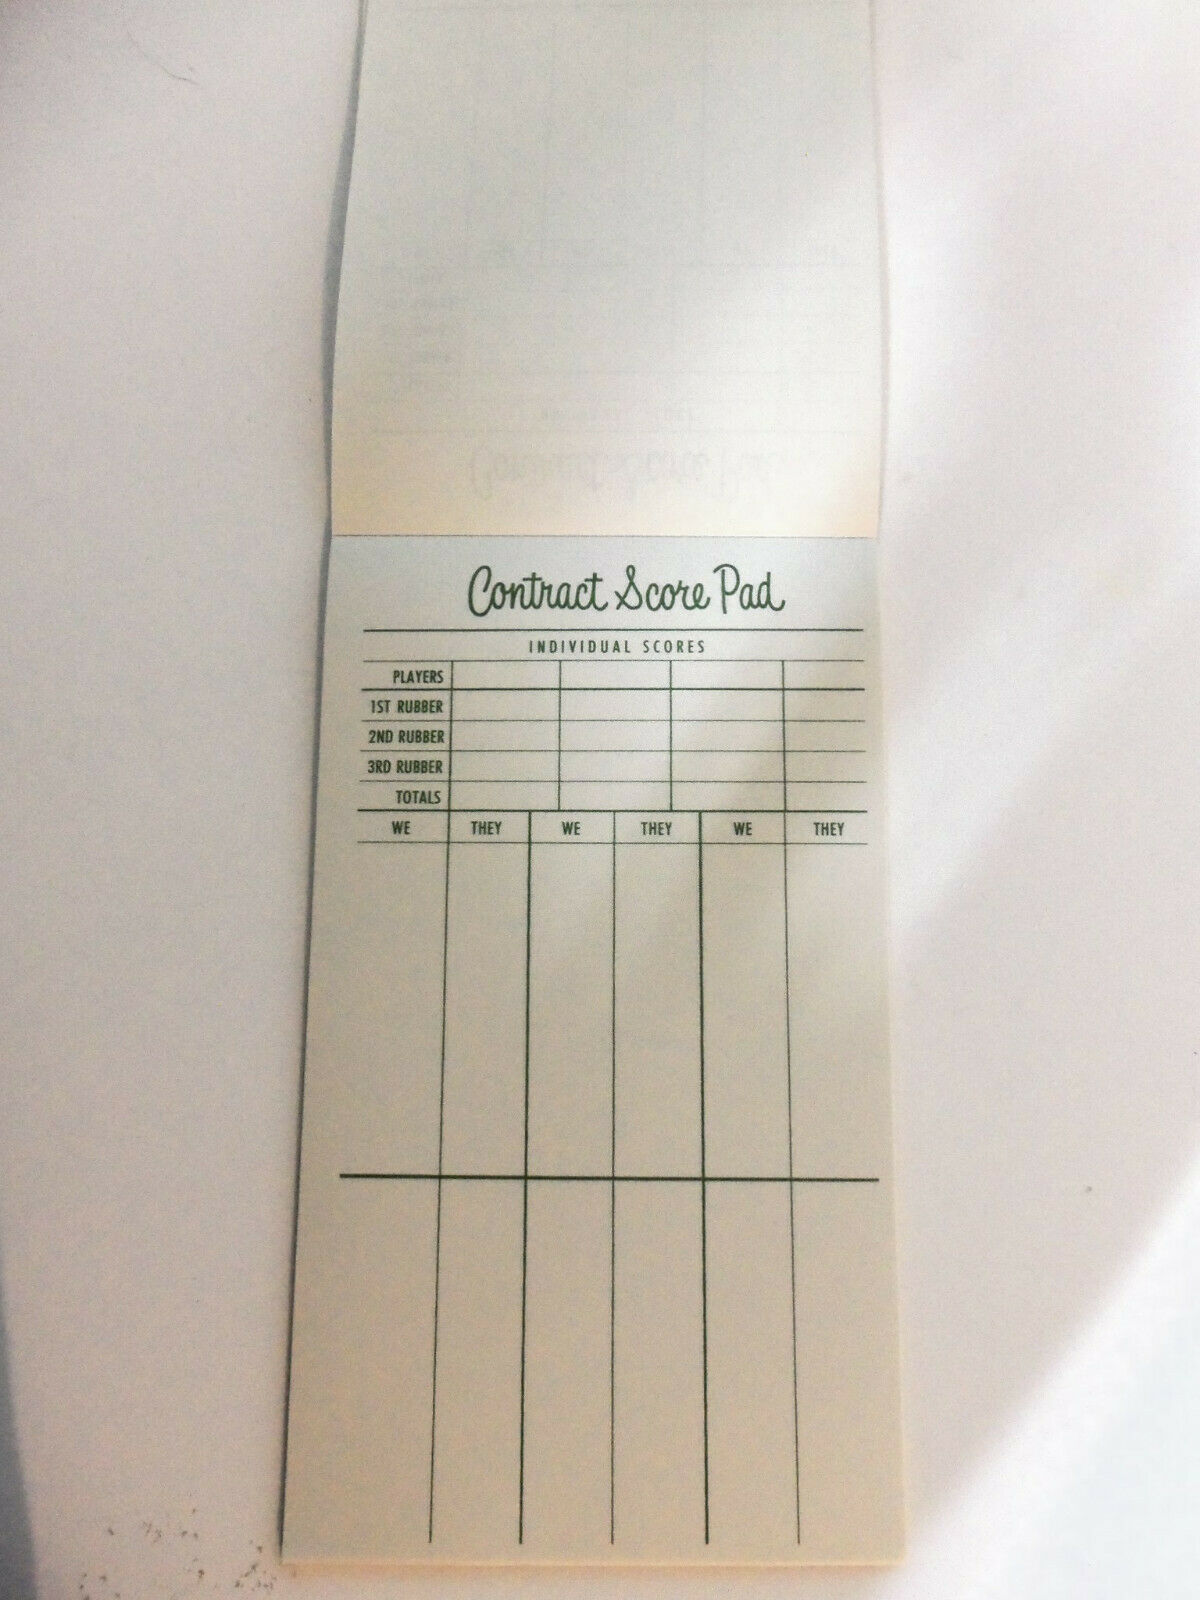 Contract Score Pad
INDIVIDUAL SCORES
PLAYERS
1ST RUBBER
2ND RUBBER
3RD RUBBER
TOTALS
WE THEY WE THEY WE THEY